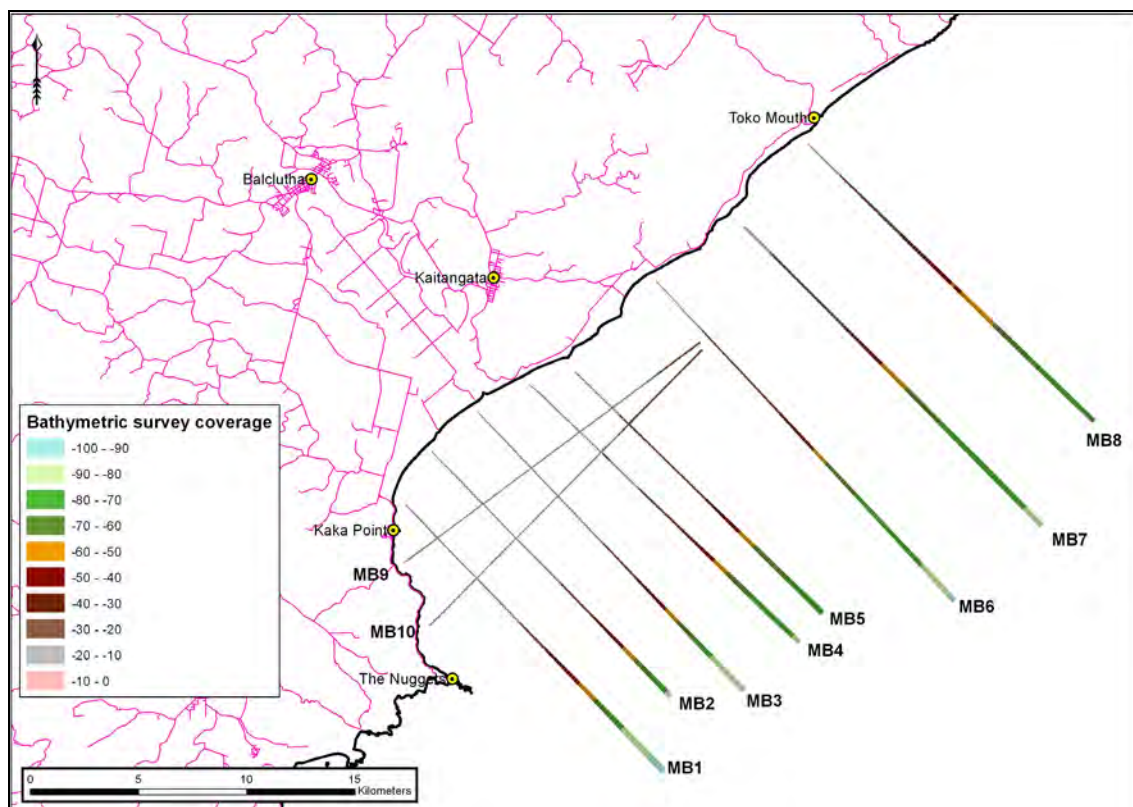 Toko Mouth
Balclutha
Kaitangata
MB8
Bathymetric survey coverage
-100 - -90
-90 - -80
-80 - -70
-70 - -60
-60 - -50
-50 - -40
-40 - -30
-30 - -20
-20 - -10
-10 - 0
Kaka Point
MB7
MB9
MB6
MB5
MB10
MB4
The Nuggets
MB2
MB3
MB1
0 5 10 15
Kilometers